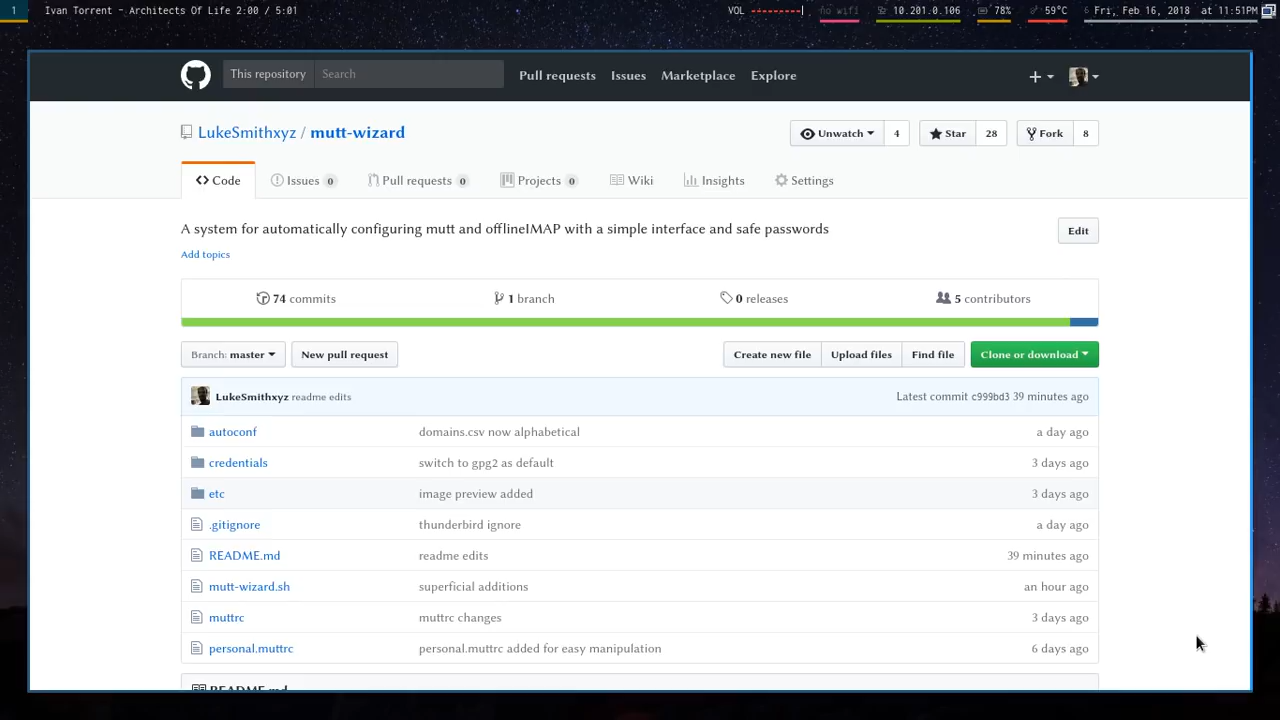 1 Ivan Torrent - Architects Of Life 2:00 / 5:01 VOL no wifi 10.201.0.106 78% 59°C Fri, Feb 16, 2018 at 11:51PM
This repository Search Pull requests Issues Marketplace Explore
LukeSmithxyz / mutt-wizard Unwatch 4 Star 28 Fork 8
Code Issues 0 Pull requests 0 Projects 0 Wiki Insights Settings
A system for automatically configuring mutt and offlineIMAP with a simple interface and safe passwords Edit
Add topics
74 commits 1 branch 0 releases 5 contributors
Branch: master New pull request Create new file Upload files Find file Clone or download
LukeSmithxyz readme edits Latest commit c999bd3 39 minutes ago
autoconf domains.csv now alphabetical a day ago
credentials switch to gpg2 as default 3 days ago
etc image preview added 3 days ago
.gitignore thunderbird ignore a day ago
README.md readme edits 39 minutes ago
mutt-wizard.sh superficial additions an hour ago
muttrc muttrc changes 3 days ago
personal.muttrc personal.muttrc added for easy manipulation 6 days ago
README.md